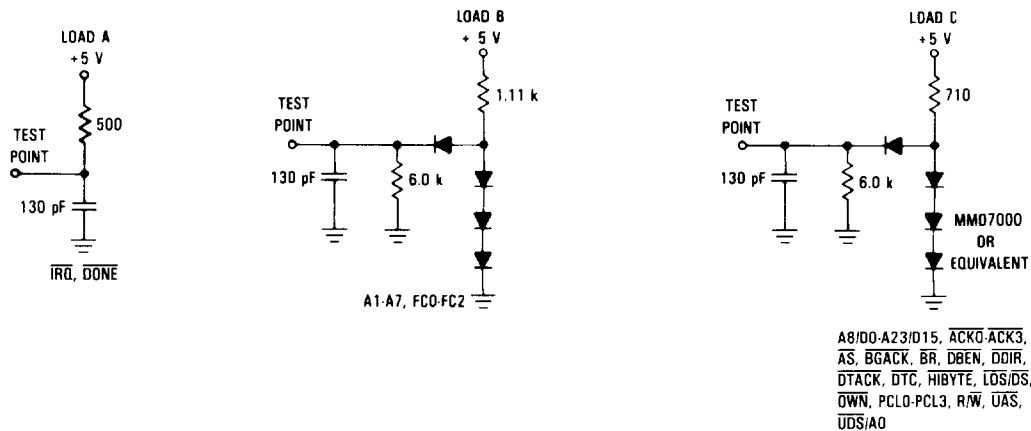 LOAD A
+5 V
500
TEST
POINT
130 pF
IRQ, DONE
LOAD B
+ 5 V
1.11 k
TEST
POINT
130 pF
6.0 k
A1-A7, FC0-FC2
LOAD C
+5 V
710
TEST
POINT
130 pF
6.0 k
MMD7000
OR
EQUIVALENT
A8/D0-A23/D15, ACK0-ACK3,
AS, BGACK, BR, DBEN, DDIR,
DTACK, DTC, HIBYTE, LDS/DS,
OWN, PCL0-PCL3, R/W, UAS,
UDS/A0